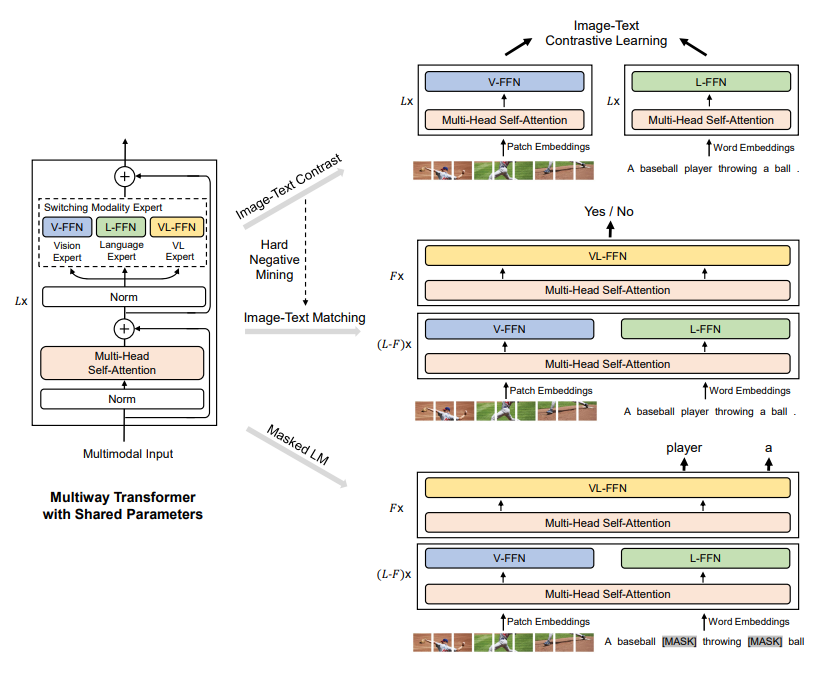 Lx
Switching Modality Expert
V-FFN
L-FFN
VL-FFN
Vision
Expert
Language
Expert
VL
Expert
Norm
Multi-Head
Self-Attention
Norm
Multimodal Input
Multiway Transformer
with Shared Parameters
Image-Text Contrast
Hard
Negative
Mining
Image-Text Matching
Masked LM
Image-Text
Contrastive Learning
Lx
V-FFN
Multi-Head Self-Attention
Patch Embeddings
Lx
L-FFN
Multi-Head Self-Attention
Word Embeddings
A baseball player throwing a ball .
Yes / No
Fx
VL-FFN
Multi-Head Self-Attention
(L-F)x
V-FFN
L-FFN
Multi-Head Self-Attention
Patch Embeddings
Word Embeddings
A baseball player throwing a ball .
player
a
Fx
VL-FFN
Multi-Head Self-Attention
(L-F)x
V-FFN
L-FFN
Multi-Head Self-Attention
Patch Embeddings
Word Embeddings
A baseball [MASK] throwing [MASK] ball